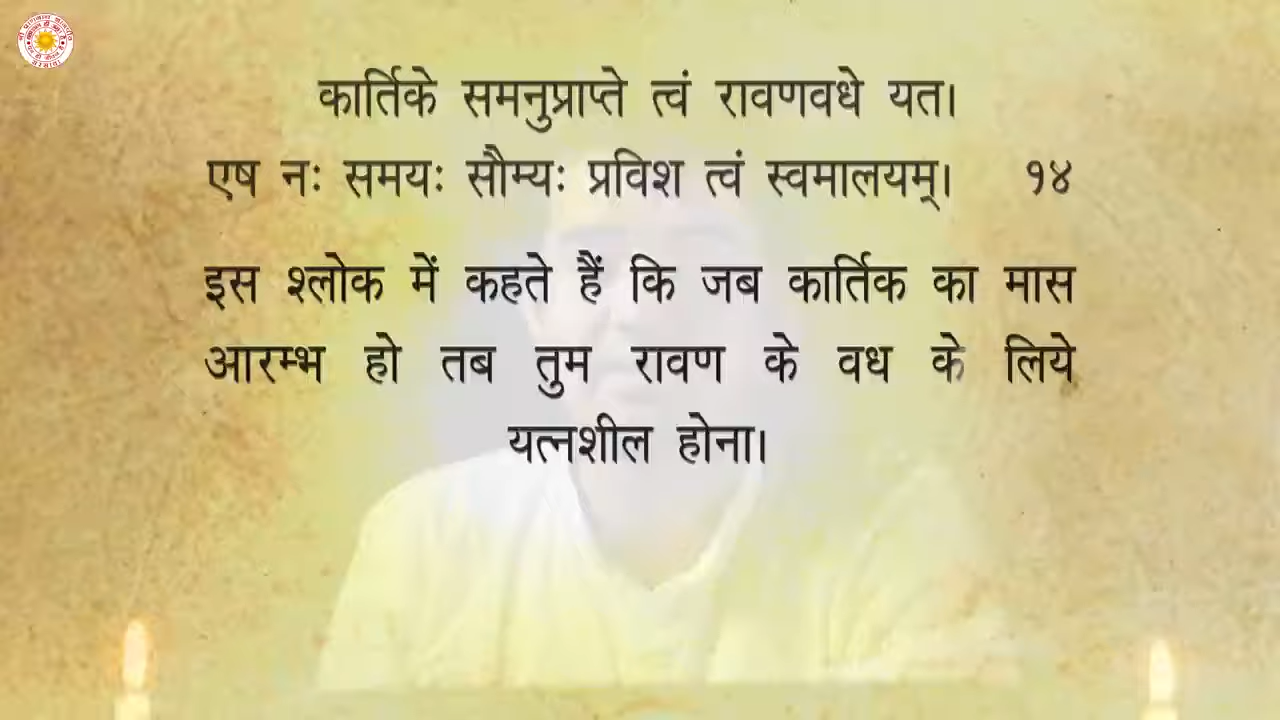 कार्तिके समनुप्राप्ते त्वं रावणवधे यत।
एष नः समयः सौम्यः प्रविश त्वं स्वमालयम्। १४
इस श्लोक में कहते हैं कि जब कार्तिक का मास
आरम्भ हो तब तुम रावण के वध के लिये
यत्नशील होना।